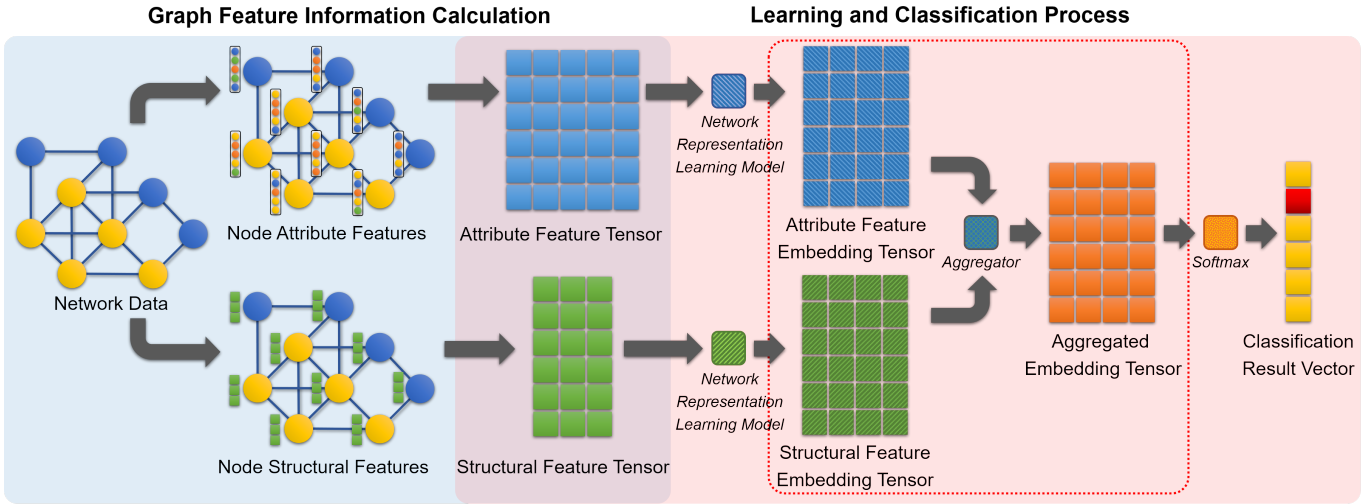 Graph Feature Information Calculation
Learning and Classification Process
Network Data
Node Attribute Features
Attribute Feature Tensor
Network
Representation
Learning Model
Attribute Feature
Embedding Tensor
Node Structural Features
Structural Feature Tensor
Network
Representation
Learning Model
Structural Feature
Embedding Tensor
Aggregator
Aggregated
Embedding Tensor
Softmax
Classification
Result Vector